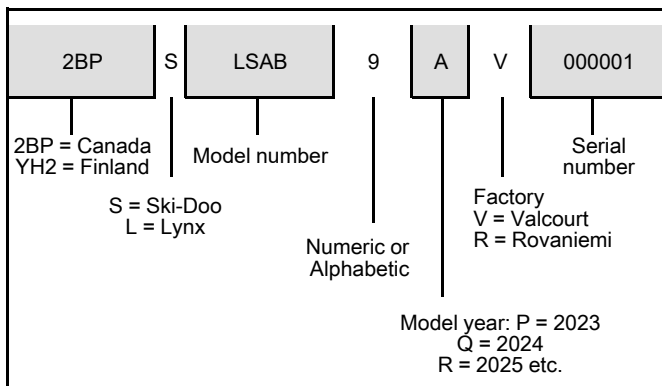 2BP S LSAB 9 A V 000001
2BP = Canada
YH2 = Finland
Model number
Serial
number
S = Ski-Doo
L = Lynx
Factory
V = Valcourt
R = Rovaniemi
Numeric or
Alphabetic
Model year: P = 2023
Q = 2024
R = 2025 etc.